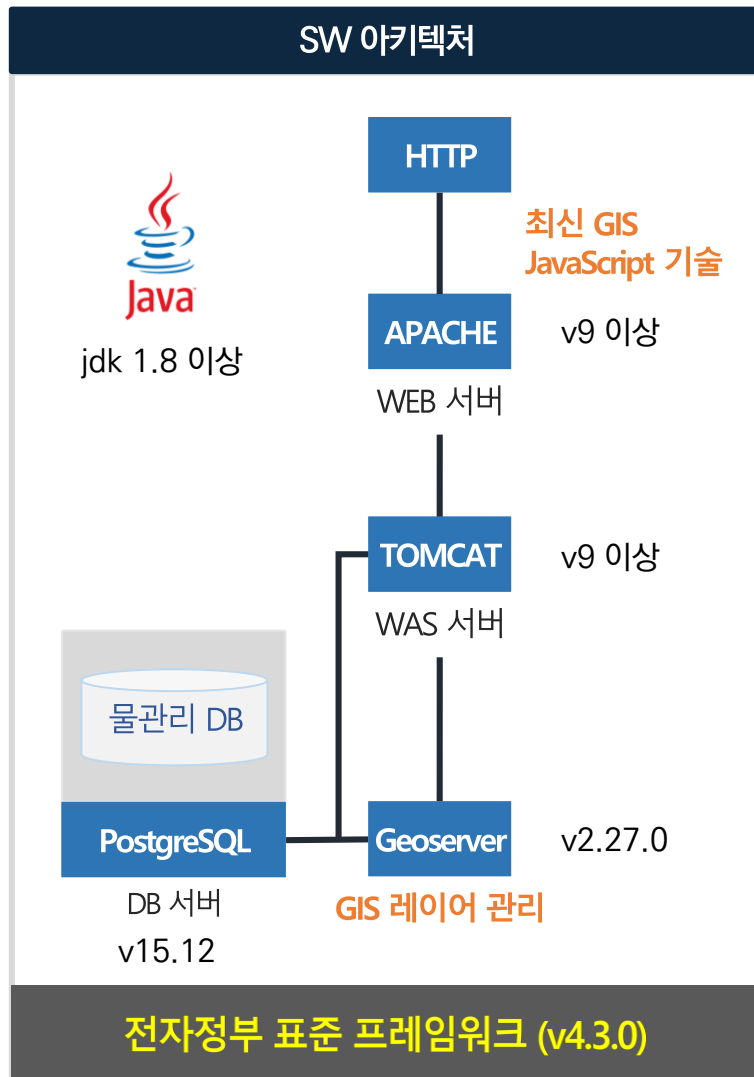 SW 아키텍처
HTTP
최신 GIS
JavaScript 기술
Java
jdk 1.8 이상
APACHE
v9 이상
WEB 서버
TOMCAT
v9 이상
WAS 서버
물관리 DB
PostgreSQL
Geoserver
v2.27.0
DB 서버
GIS 레이어 관리
v15.12
전자정부 표준 프레임워크 (v4.3.0)